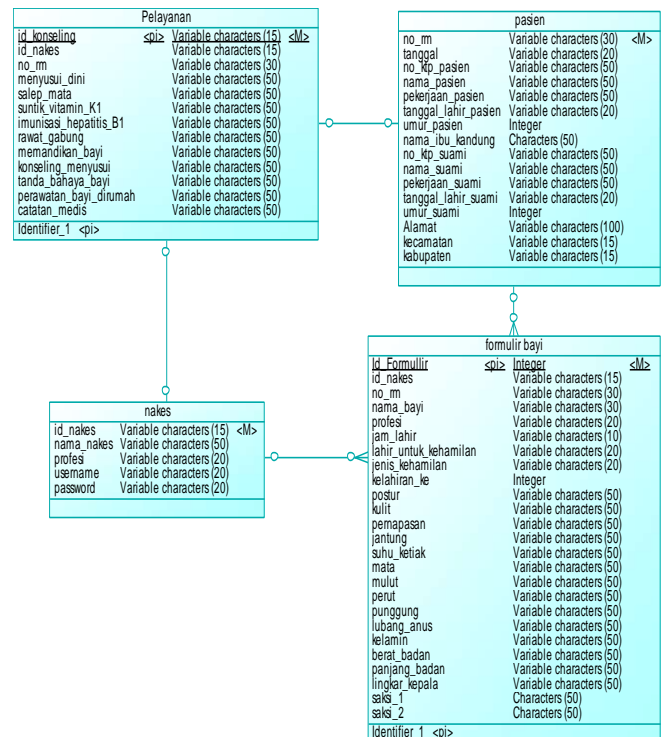 Pelayanan
id_konseling <pi> Variable characters (15) <M>
id_nakes Variable characters (15)
no_rm Variable characters (30)
menyusui_dini Variable characters (50)
salep_mata Variable characters (50)
suntik_vitamin_K1 Variable characters (50)
imunisasi_hepatitis_B1 Variable characters (50)
rawat_gabung Variable characters (50)
memandikan_bayi Variable characters (50)
konseling_menyusui Variable characters (50)
tanda_bahaya_bayi Variable characters (50)
perawatan_bayi_dirumah Variable characters (50)
catatan_medis Variable characters (50)
Identifier_1 <pi>
pasien
no_rm Variable characters (30) <M>
tanggal Variable characters (20)
no_ktp_pasien Variable characters (50)
nama_pasien Variable characters (50)
pekerjaan_pasien Variable characters (50)
tanggal_lahir_pasien Variable characters (20)
umur_pasien Integer
nama_ibu_kandung Characters (50)
no_ktp_suami Variable characters (50)
nama_suami Variable characters (50)
pekerjaan_suami Variable characters (50)
tanggal_lahir_suami Variable characters (20)
umur_suami Integer
Alamat Variable characters (100)
kecamatan Variable characters (15)
kabupaten Variable characters (15)
nakes
id_nakes Variable characters (15) <M>
nama_nakes Variable characters (50)
profesi Variable characters (20)
username Variable characters (20)
password Variable characters (20)
formulir bayi
Id_Formullir <pi> Integer <M>
id_nakes Variable characters (15)
no_rm Variable characters (30)
nama_bayi Variable characters (30)
profesi Variable characters (20)
jam_lahir Variable characters (10)
lahir_untuk_kehamilan Variable characters (20)
jenis_kehamilan Variable characters (20)
kelahiran_ke Integer
postur Variable characters (50)
kulit Variable characters (50)
pernapasan Variable characters (50)
jantung Variable characters (50)
suhu_ketiak Variable characters (50)
mata Variable characters (50)
mulut Variable characters (50)
perut Variable characters (50)
punggung Variable characters (50)
lubang_anus Variable characters (50)
kelamin Variable characters (50)
berat_badan Variable characters (50)
panjang_badan Variable characters (50)
lingkar_kepala Variable characters (50)
saksi_1 Characters (50)
saksi_2 Characters (50)
Identifier_1 <pi>